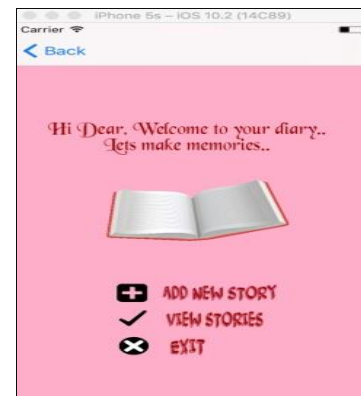 iPhone 5s – iOS 10.2 (14C89)
Carrier
Back
Hi Dear, Welcome to your diary..
Lets make memories..
ADD NEW STORY
VIEW STORIES
EXIT